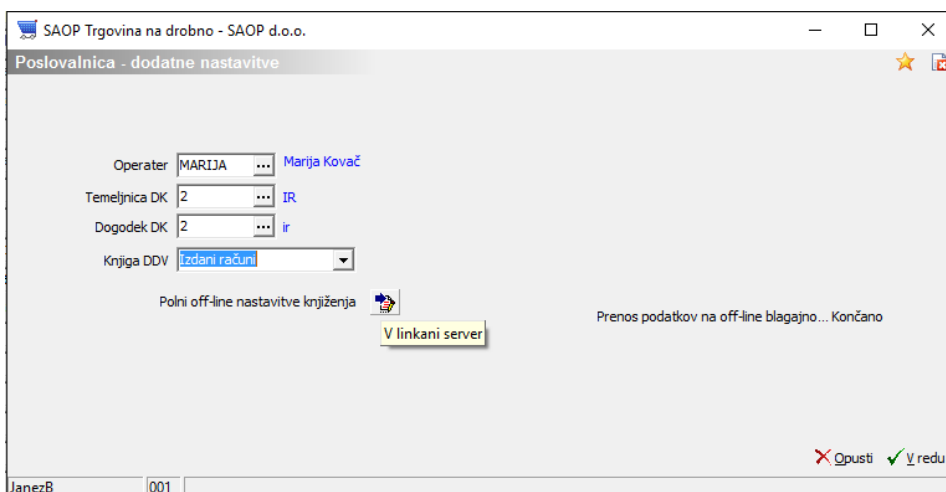 SAOP Trgovina na drobno - SAOP d.o.o.
Poslovalnica - dodatne nastavitve
Operater MARIJA ... Marija Kovač
Temeljnica DK 2 ... IR
Dogodek DK 2 ... ir
Knjiga DDV Izdani računi
Polni off-line nastavitve knjiženja
V linkani server
Prenos podatkov na off-line blagajno... Končano
Opusti V redu
JanezB 001